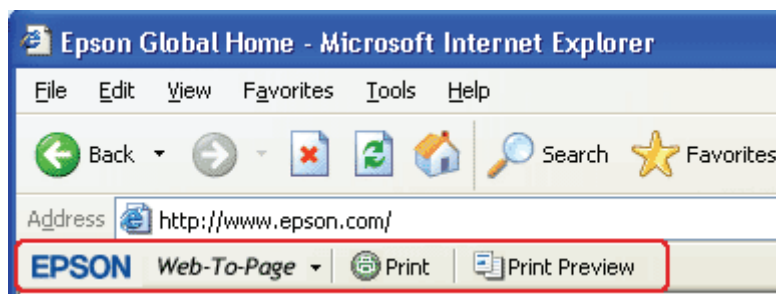 Epson Global Home - Microsoft Internet Explorer
File Edit View Favorites Tools Help
Back Search Favorites
Address http://www.epson.com/
EPSON Web-To-Page Print Print Preview